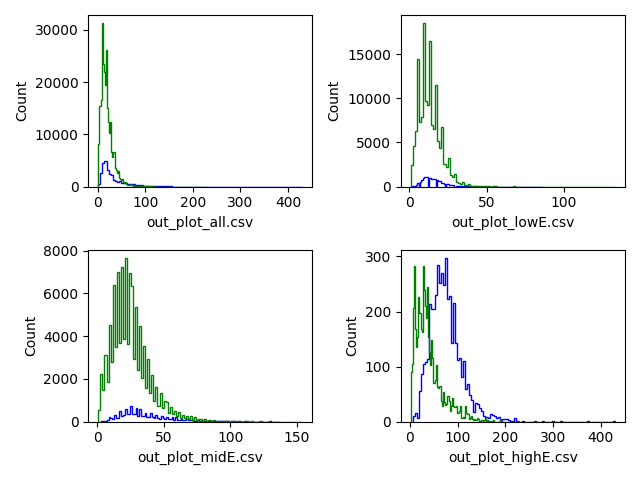 30000
20000
10000
0
Count
0 100 200 300 400
out_plot_all.csv
15000
10000
5000
0
Count
0 50 100
out_plot_lowE.csv
8000
6000
4000
2000
0
Count
0 50 100 150
out_plot_midE.csv
300
200
100
0
Count
0 100 200 300 400
out_plot_highE.csv